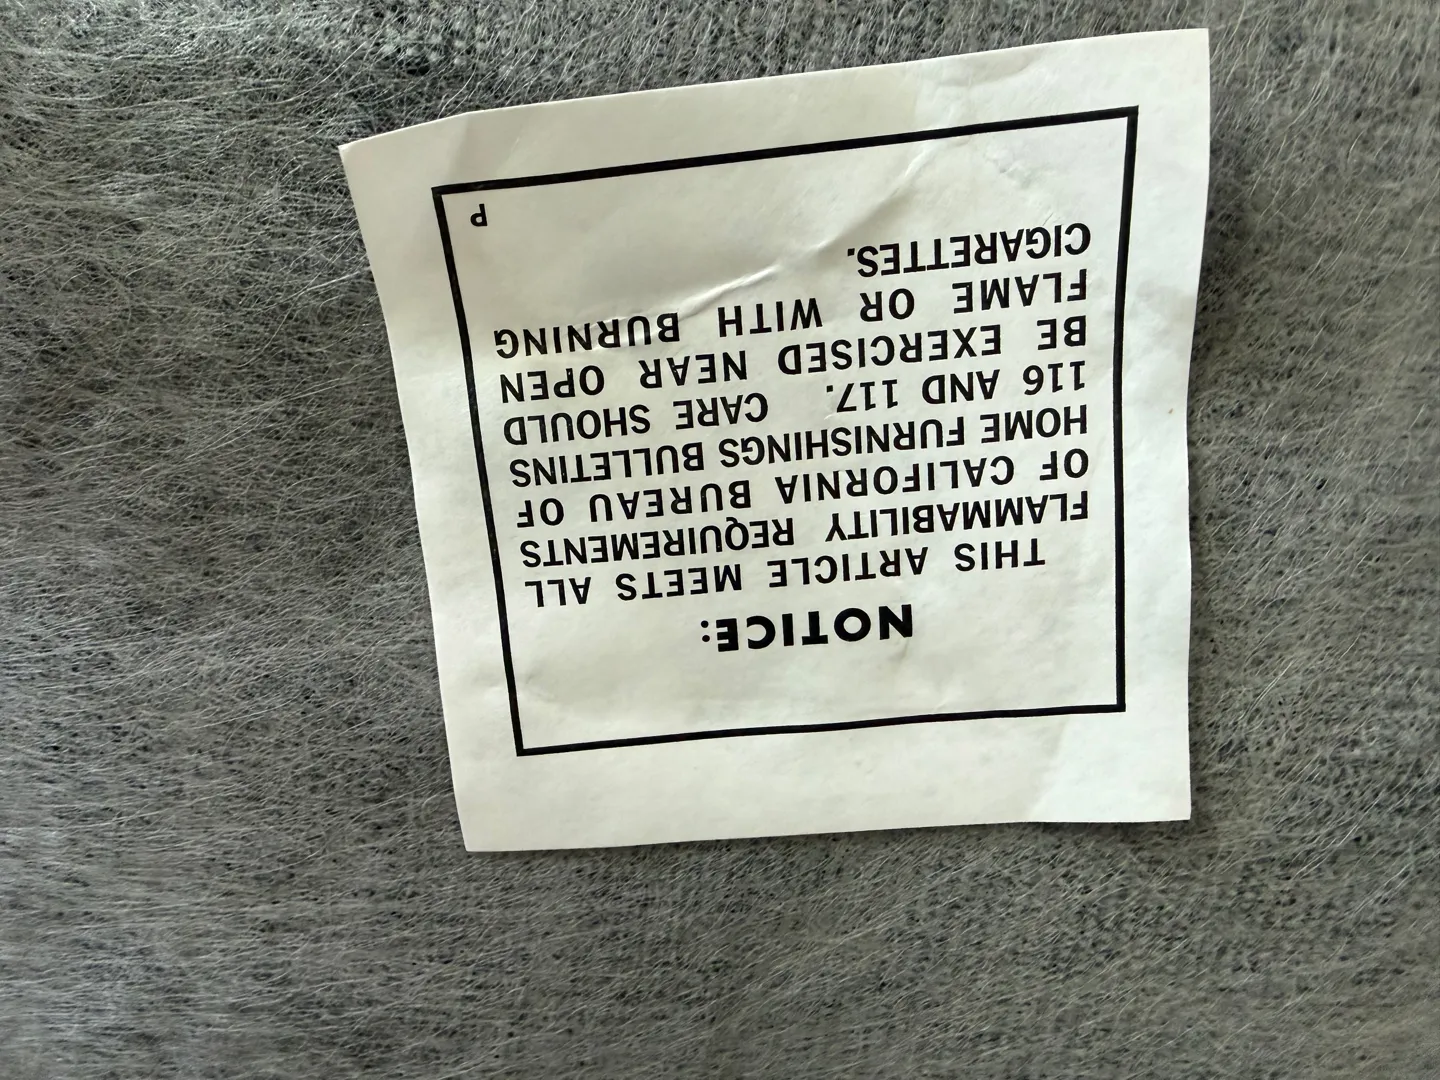 NOTICE:
THIS ARTICLE MEETS ALL
FLAMMABILITY REQUIREMENTS
OF CALIFORNIA BUREAU OF
HOME FURNISHINGS BULLETINS
116 AND 117. CARE SHOULD
BE EXERCISED NEAR OPEN
FLAME OR WITH BURNING
CIGARETTES.
P